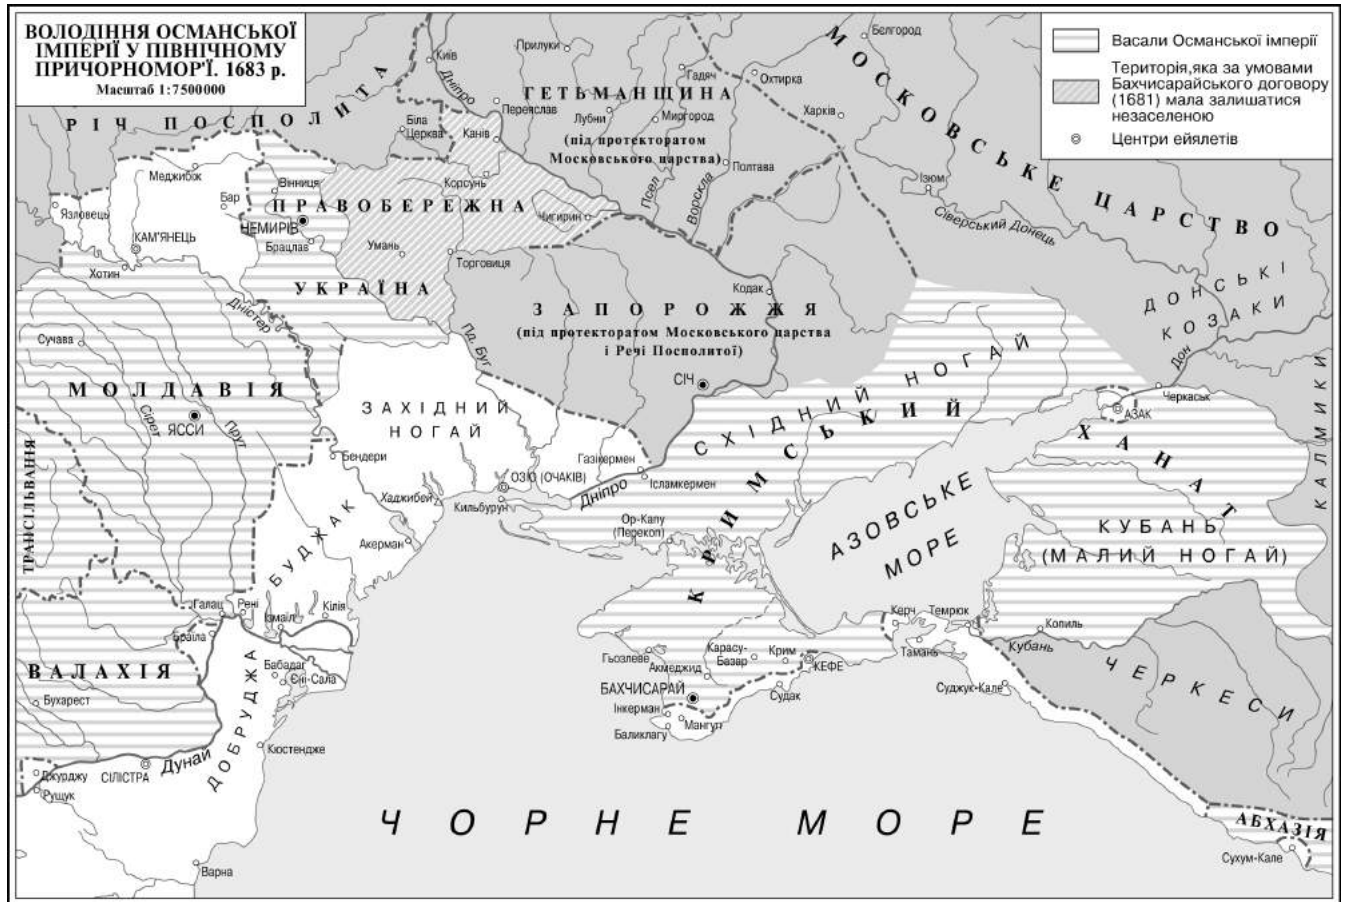 ВОЛОДІННЯ ОСМАНСЬКОЇ
ІМПЕРІЇ У ПІВНІЧНОМУ
ПРИЧОРНОМОР'Ї. 1683 р.
Масштаб 1:7500000
Васали Османської імперії
Територія,яка за умовами
Бахчисарайського договору
(1681) мала залишатися
незаселеною
Центри ейялетів
РІЧ ПОСПОЛИТА
Київ
Дніпро
Прилуки
Гадяч
Охтирка
Бєлгород
МОСКОВСЬКЕ ЦАРСТВО
ГЕТЬМАНЩИНА
(під протекторатом
Московського царства)
Переяслав
Лубни
Миргород
Харків
Біла
Церква
Канів
Полтава
Корсунь
Псел
Ворскла
Ізюм
Сіверський Донець
Меджибіж
Бар
Вінниця
ПРАВОБЕРЕЖНА
УКРАЇНА
НЕМИРІВ
Брацлав
Умань
Чигирин
Торговиця
Язловець
КАМ'ЯНЕЦЬ
Хотин
Дністер
Кодак
ЗАПОРОЖЖЯ
(під протекторатом Московського царства
і Речі Посполитої)
СІЧ
Пд. Буг
ДОНСЬКІ
КОЗАКИ
Дон
Черкаськ
АЗАК
КАЛМИКИ
Сучава
МОЛДАВІЯ
ЯССИ
Сірет
Прут
ТРАНСІЛЬВАНІЯ
ЗАХІДНИЙ
НОГАЙ
СХІДНИЙ НОГАЙ
КРИМСЬКИЙ ХАНАТ
Бендери
Хаджибей
ОЗЮ (ОЧАКІВ)
Кильбурун
Газікермен
Дніпро
Ісламкермен
Ор-Капу
(Перекоп)
АЗОВСЬКЕ
МОРЕ
КУБАНЬ
(МАЛИЙ НОГАЙ)
Акерман
БУДЖАК
Галац
Рені
Ізмаїл
Кілія
Браїла
ВАЛАХІЯ
Бухарест
Бабадаг
Єні-Сала
ДОБРУДЖА
Кюстендже
Джурджу
Рущук
СІЛІСТРА
Дунай
Варна
Гьозлеве
Акмеджид
Карасу-
Базар
Крим
КЕФЕ
БАХЧИСАРАЙ
Судак
Інкерман
Мангуп
Баликлагу
Керч
Темрюк
Тамань
Копиль
Кубань
Суджук-Кале
ЧЕРКЕСИ
ЧОРНЕ МОРЕ
АБХАЗІЯ
Сухум-Кале